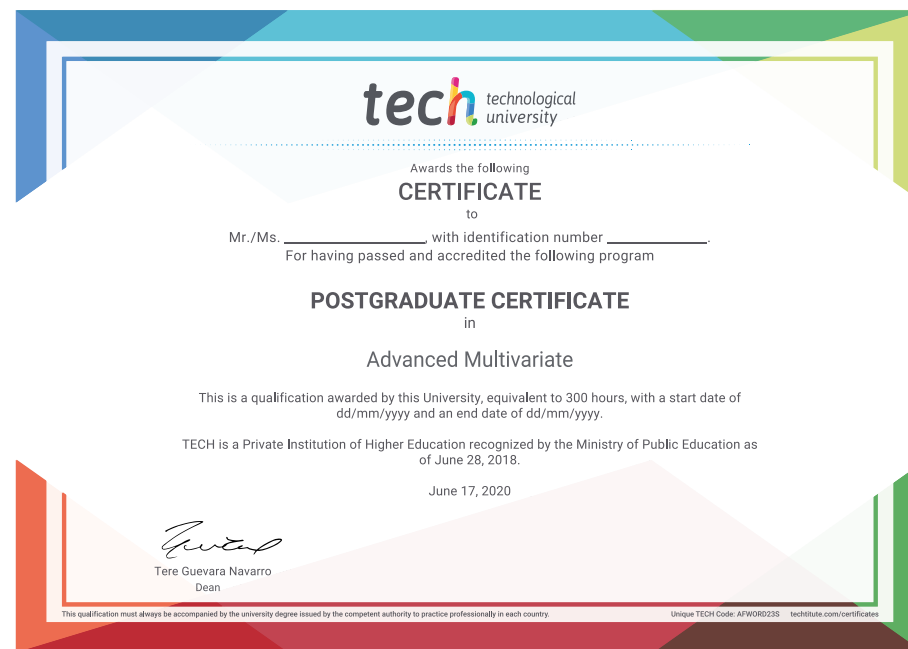 tech technological
university
Awards the following
CERTIFICATE
to
Mr./Ms. ____________________, with identification number ______________.
For having passed and accredited the following program
POSTGRADUATE CERTIFICATE
in
Advanced Multivariate
This is a qualification awarded by this University, equivalent to 300 hours, with a start date of
dd/mm/yyyy and an end date of dd/mm/yyyy.
TECH is a Private Institution of Higher Education recognized by the Ministry of Public Education as
of June 28, 2018.
June 17, 2020
Tere Guevara Navarro
Dean
This qualification must always be accompanied by the university degree issued by the competent authority to practice professionally in each country. Unique TECH Code: AFWORD23S techtitute.com/certificates